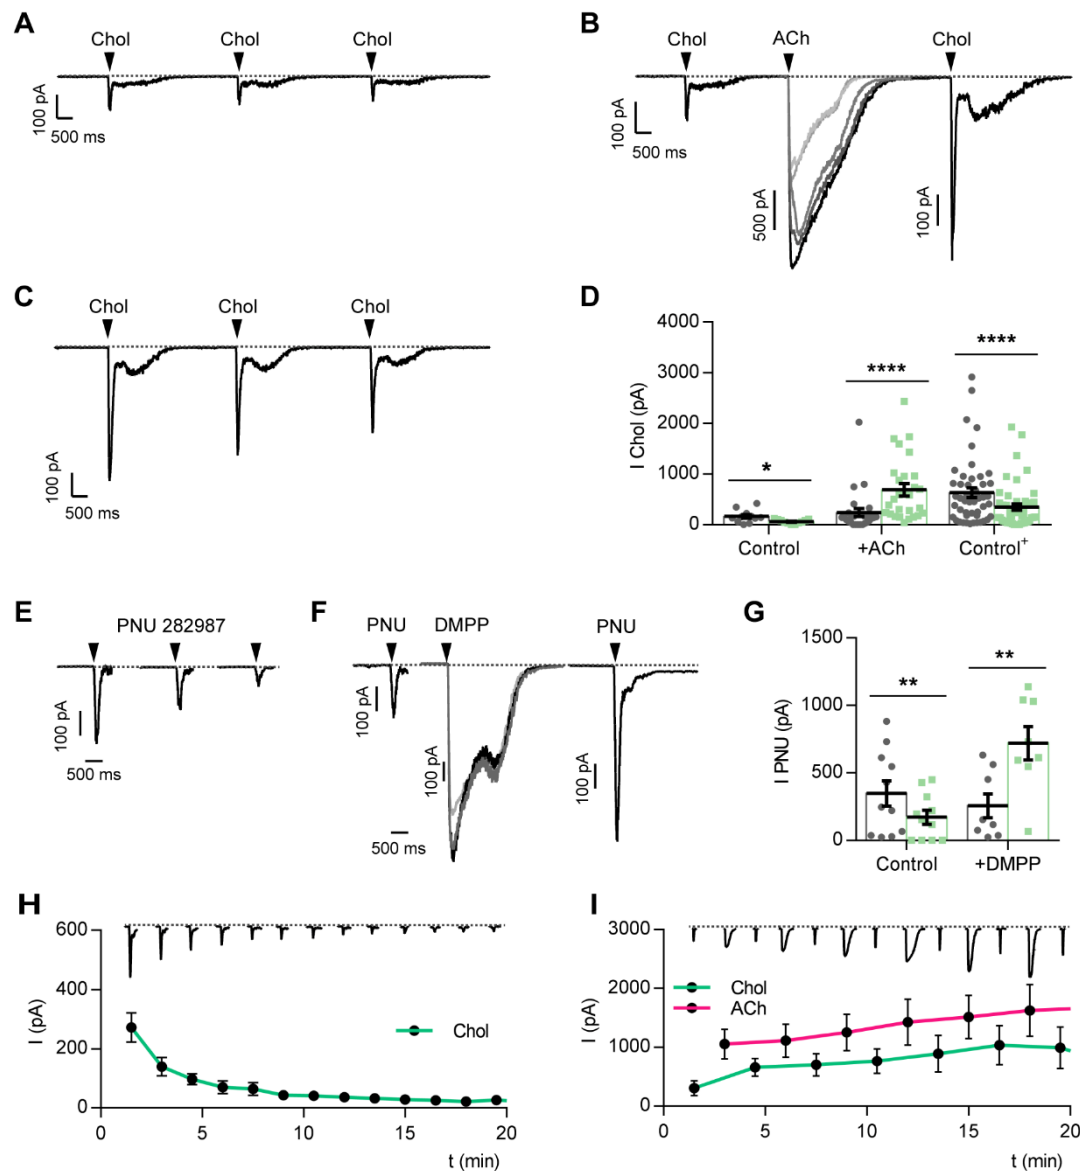 A
Chol Chol Chol
100 pA
500 ms
B
Chol ACh Chol
100 pA
500 ms
500 pA
100 pA
C
Chol Chol Chol
100 pA
500 ms
D
I Chol (pA)
4000
3000
2000
1000
0
* **** ****
Control +ACh Control+
E
PNU 282987
100 pA
500 ms
F
PNU DMPP PNU
100 pA
100 pA
100 pA
500 ms
G
I PNU (pA)
1500
1000
500
0
** **
Control +DMPP
H
I (pA)
600
400
200
0
Chol
0 5 10 15 20
t (min)
I
I (pA)
3000
2000
1000
0
Chol
ACh
0 5 10 15 20
t (min)